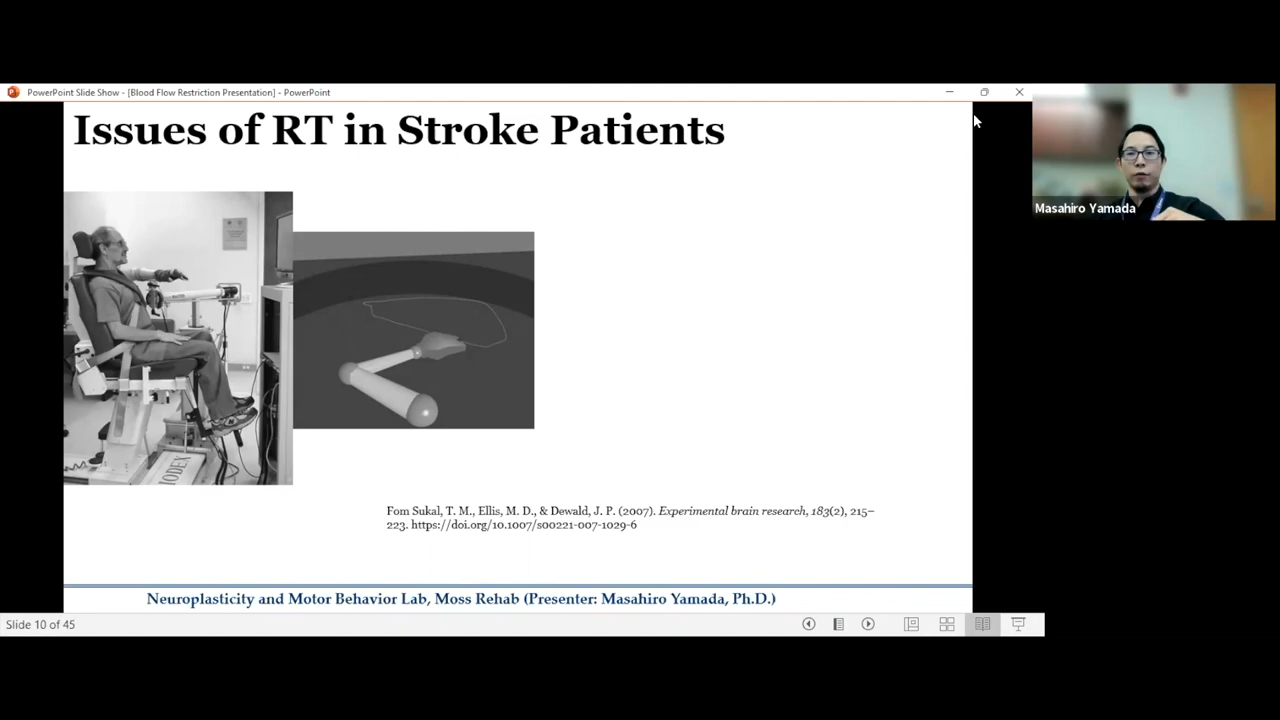 PowerPoint Slide Show - [Blood Flow Restriction Presentation] - PowerPoint
Issues of RT in Stroke Patients
Masahiro Yamada
IODEX
Fom Sukal, T. M., Ellis, M. D., & Dewald, J. P. (2007). Experimental brain research, 183(2), 215–
223. https://doi.org/10.1007/s00221-007-1029-6
Neuroplasticity and Motor Behavior Lab, Moss Rehab (Presenter: Masahiro Yamada, Ph.D.)
Slide 10 of 45